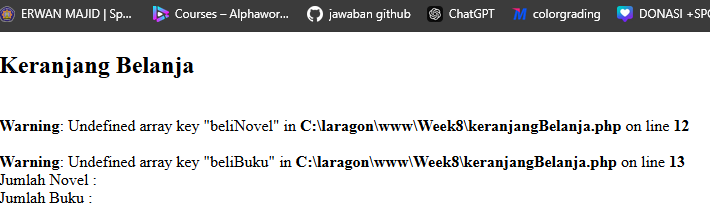 ERWAN MAJID | Sp... Courses – Alphawor... jawaban github ChatGPT colorgrading DONASI +SPO
Keranjang Belanja
Warning: Undefined array key "beliNovel" in C:\laragon\www\Week8\keranjangBelanja.php on line 12
Warning: Undefined array key "beliBuku" in C:\laragon\www\Week8\keranjangBelanja.php on line 13
Jumlah Novel :
Jumlah Buku :